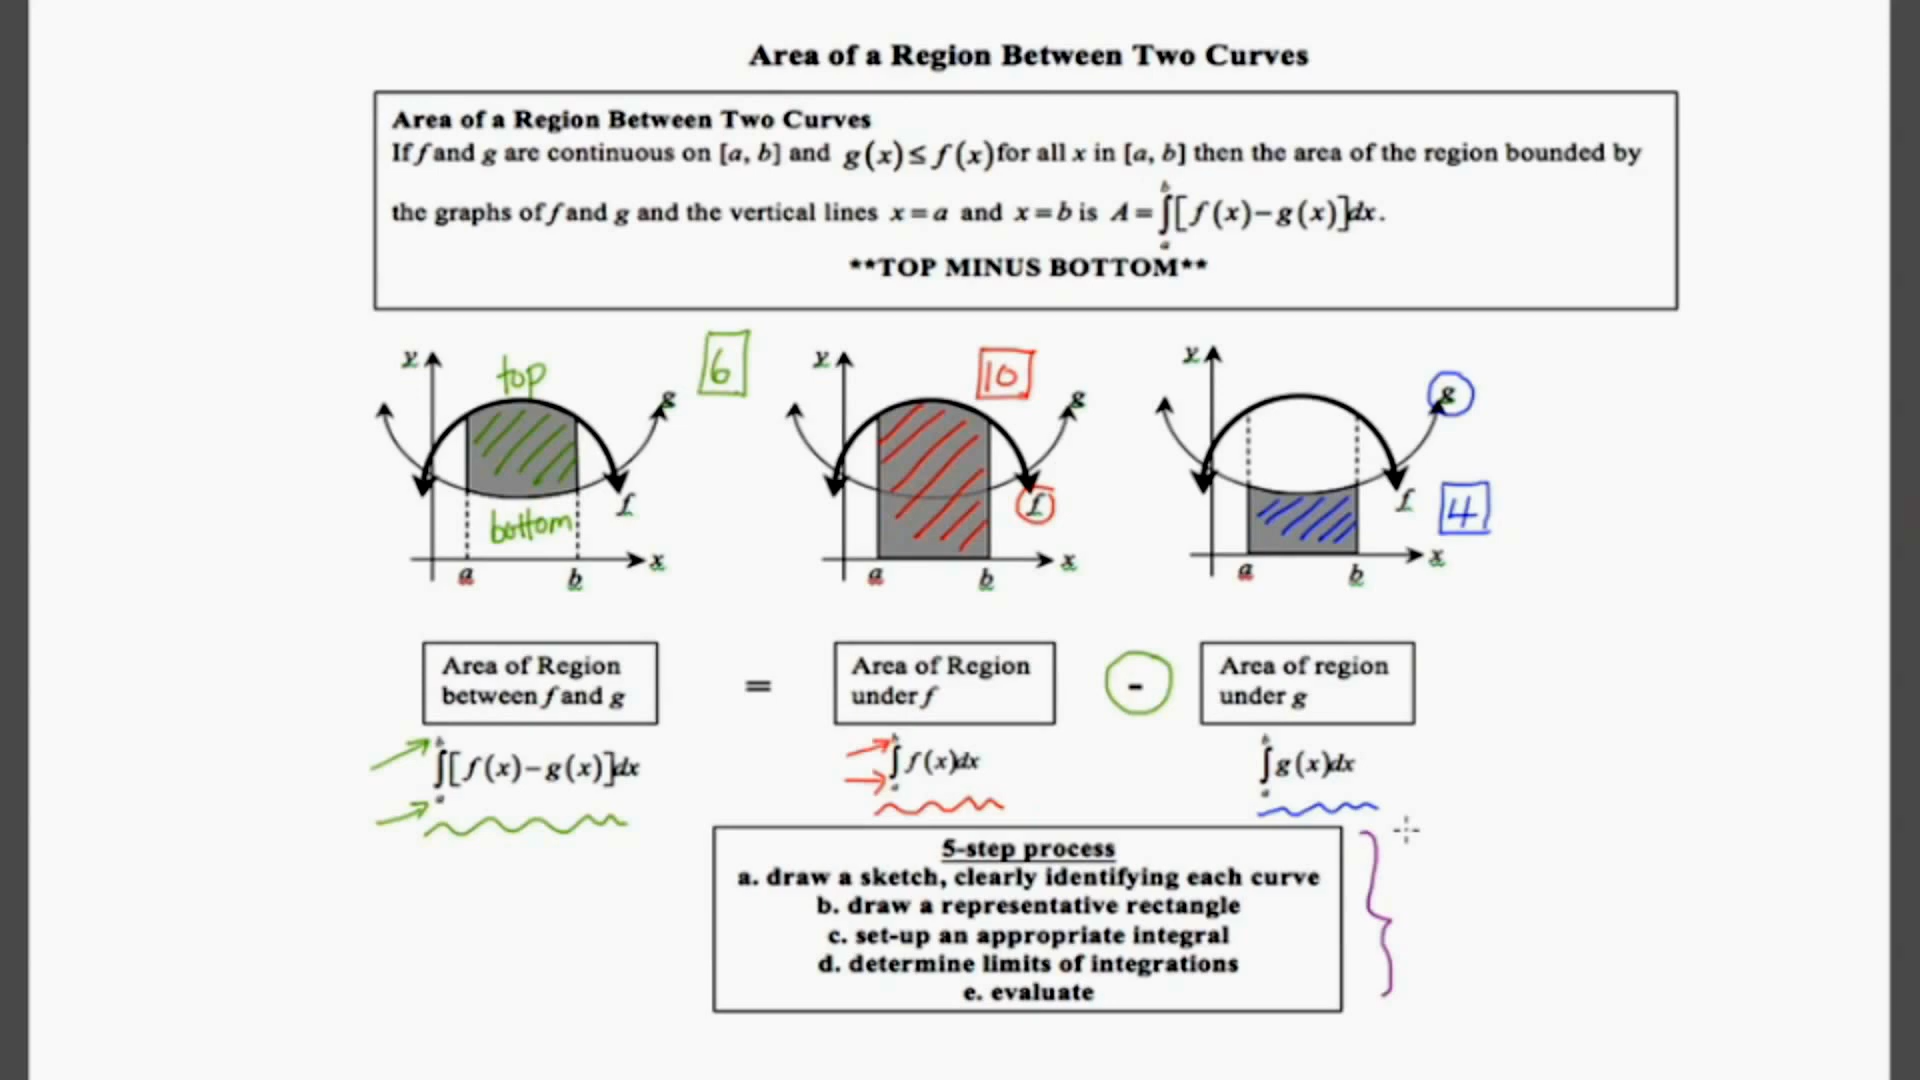 Area of a Region Between Two Curves
Area of a Region Between Two Curves
If f and g are continuous on [a, b] and g(x) ≤ f(x) for all x in [a, b] then the area of the region bounded by
the graphs of f and g and the vertical lines x = a and x = b is A = ∫_a^b [f(x) − g(x)]dx.
**TOP MINUS BOTTOM**
y top 6 g
bottom f
x
a b
y 10 g
f
x
a b
y g
f 4
x
a b
Area of Region
between f and g
=
Area of Region
under f
-
Area of region
under g
∫_a^b [f(x) − g(x)]dx
∫_a^b f(x)dx
∫_a^b g(x)dx
5-step process
a. draw a sketch, clearly identifying each curve
b. draw a representative rectangle
c. set-up an appropriate integral
d. determine limits of integrations
e. evaluate